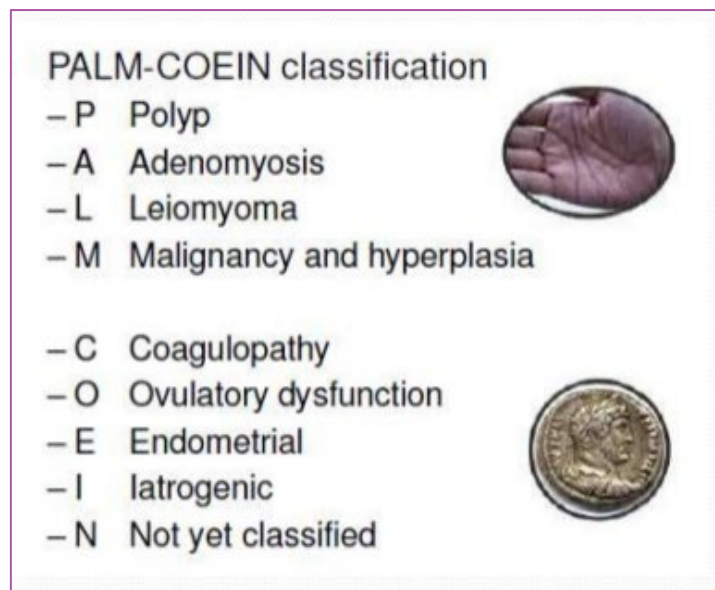 PALM-COEIN classification
– P Polyp
– A Adenomyosis
– L Leiomyoma
– M Malignancy and hyperplasia
– C Coagulopathy
– O Ovulatory dysfunction
– E Endometrial
– I Iatrogenic
– N Not yet classified